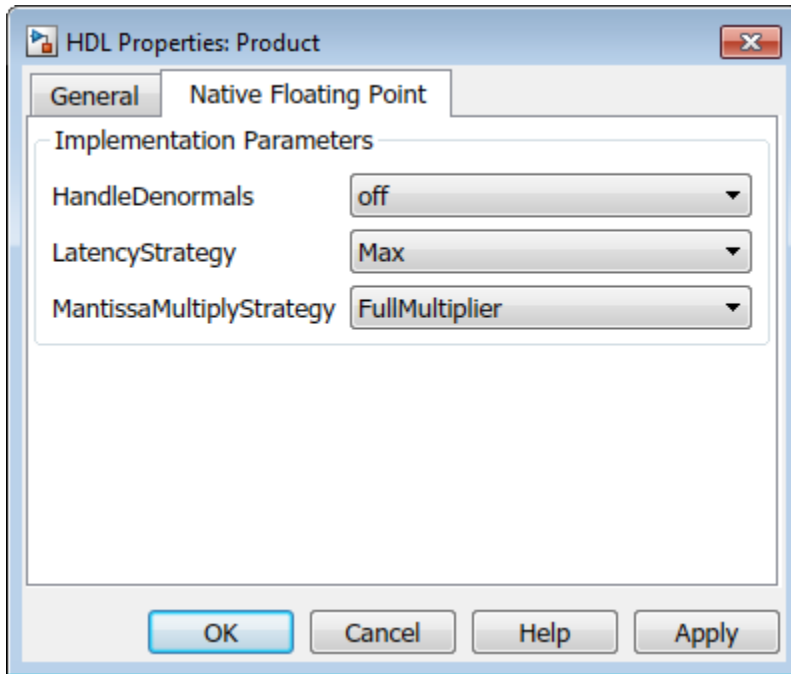 HDL Properties: Product
General Native Floating Point
Implementation Parameters
HandleDenormals off
LatencyStrategy Max
MantissaMultiplyStrategy FullMultiplier
OK Cancel Help Apply